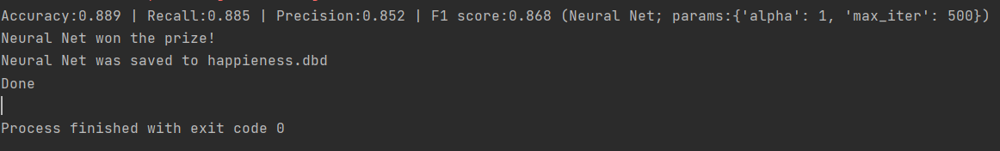 Accuracy:0.889 | Recall:0.885 | Precision:0.852 | F1 score:0.868 (Neural Net; params:{'alpha': 1, 'max_iter': 500})
Neural Net won the prize!
Neural Net was saved to happieness.dbd
Done
Process finished with exit code 0